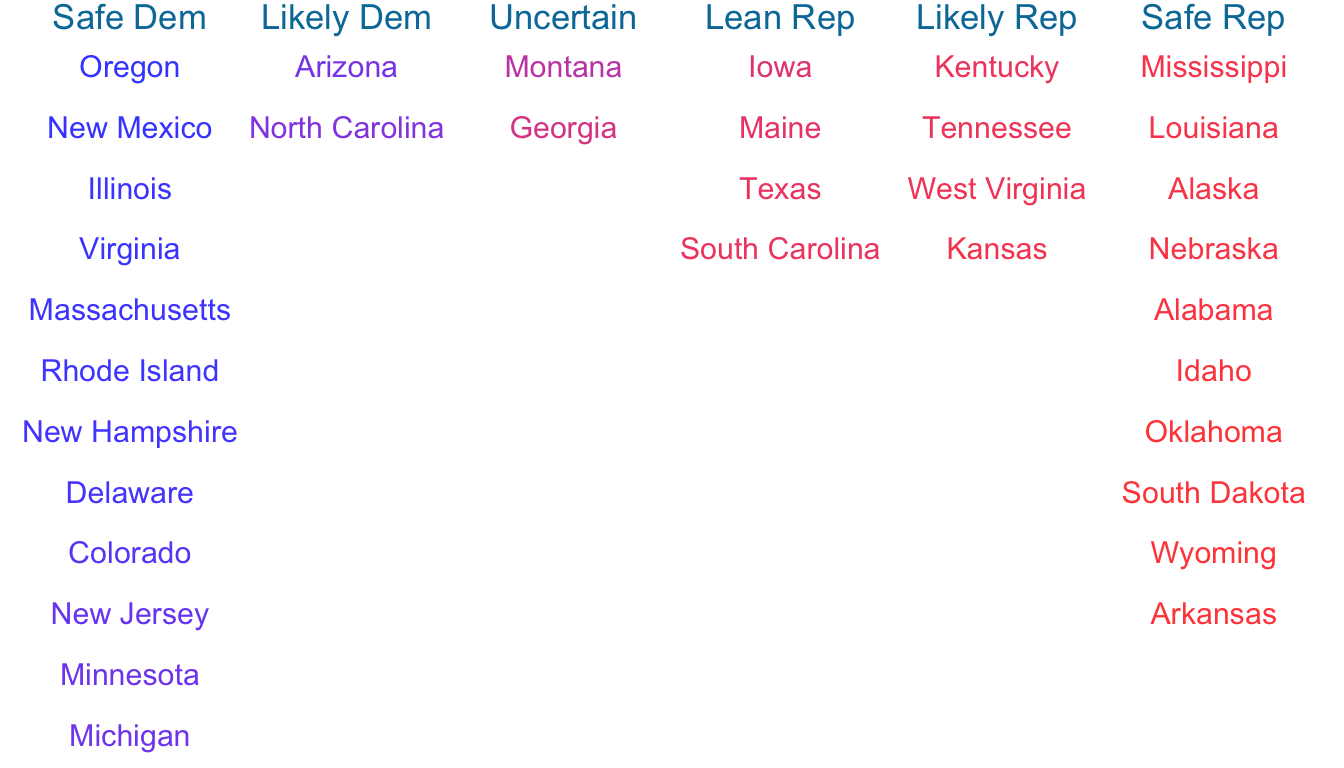 Safe Dem Likely Dem Uncertain Lean Rep Likely Rep Safe Rep
Oregon Arizona Montana Iowa Kentucky Mississippi
New Mexico North Carolina Georgia Maine Tennessee Louisiana
Illinois Texas West Virginia Alaska
Virginia South Carolina Kansas Nebraska
Massachusetts Alabama
Rhode Island Idaho
New Hampshire Oklahoma
Delaware South Dakota
Colorado Wyoming
New Jersey Arkansas
Minnesota
Michigan